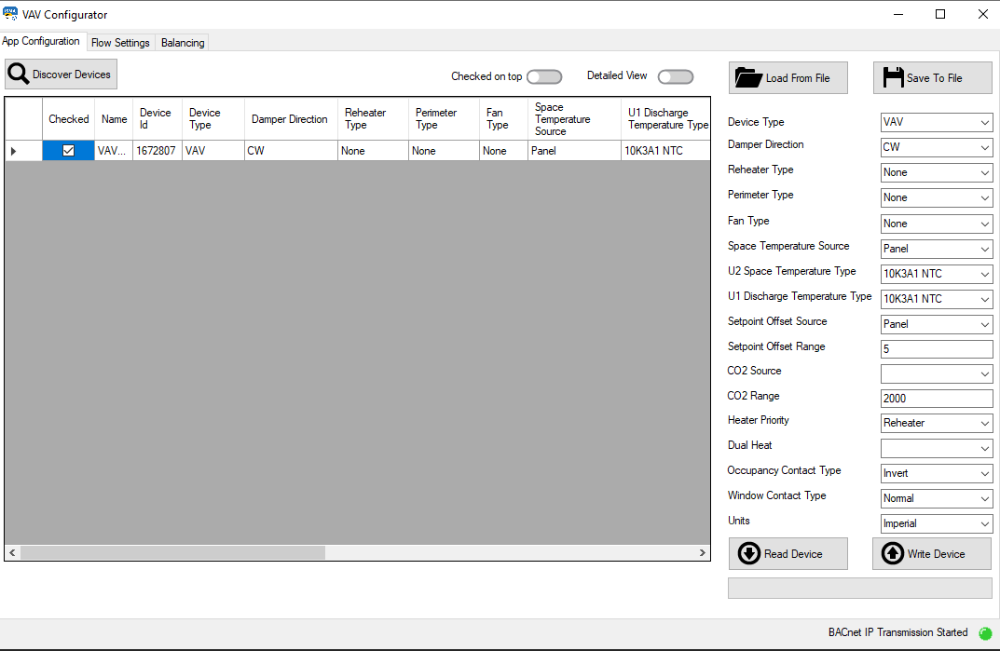 VAV Configurator
App Configuration Flow Settings Balancing
Discover Devices
Checked on top
Detailed View
Load From File
Save To File
Checked
Name
Device
Id
Device
Type
Damper Direction
Reheater
Type
Perimeter
Type
Fan
Type
Space
Temperature
Source
U1 Discharge
Temperature Type
VAV... 1672807 VAV CW None None None Panel 10K3A1 NTC
Device Type VAV
Damper Direction CW
Reheater Type None
Perimeter Type None
Fan Type None
Space Temperature Source Panel
U2 Space Temperature Type 10K3A1 NTC
U1 Discharge Temperature Type 10K3A1 NTC
Setpoint Offset Source Panel
Setpoint Offset Range 5
CO2 Source
CO2 Range 2000
Heater Priority Reheater
Dual Heat
Occupancy Contact Type Invert
Window Contact Type Normal
Units Imperial
Read Device
Write Device
BACnet IP Transmission Started